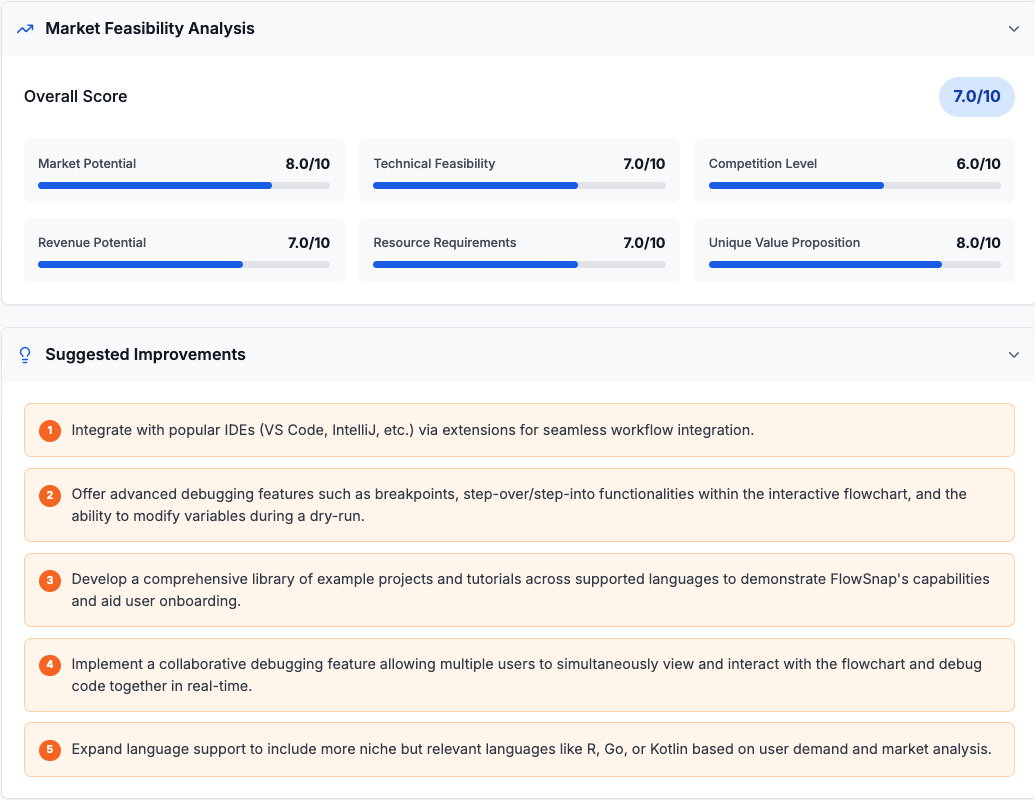 Market Feasibility Analysis
Overall Score
7.0/10
Market Potential
8.0/10
Technical Feasibility
7.0/10
Competition Level
6.0/10
Revenue Potential
7.0/10
Resource Requirements
7.0/10
Unique Value Proposition
8.0/10
Suggested Improvements
1
Integrate with popular IDEs (VS Code, IntelliJ, etc.) via extensions for seamless workflow integration.
2
Offer advanced debugging features such as breakpoints, step-over/step-into functionalities within the interactive flowchart, and the
ability to modify variables during a dry-run.
3
Develop a comprehensive library of example projects and tutorials across supported languages to demonstrate FlowSnap's capabilities
and aid user onboarding.
4
Implement a collaborative debugging feature allowing multiple users to simultaneously view and interact with the flowchart and debug
code together in real-time.
5
Expand language support to include more niche but relevant languages like R, Go, or Kotlin based on user demand and market analysis.